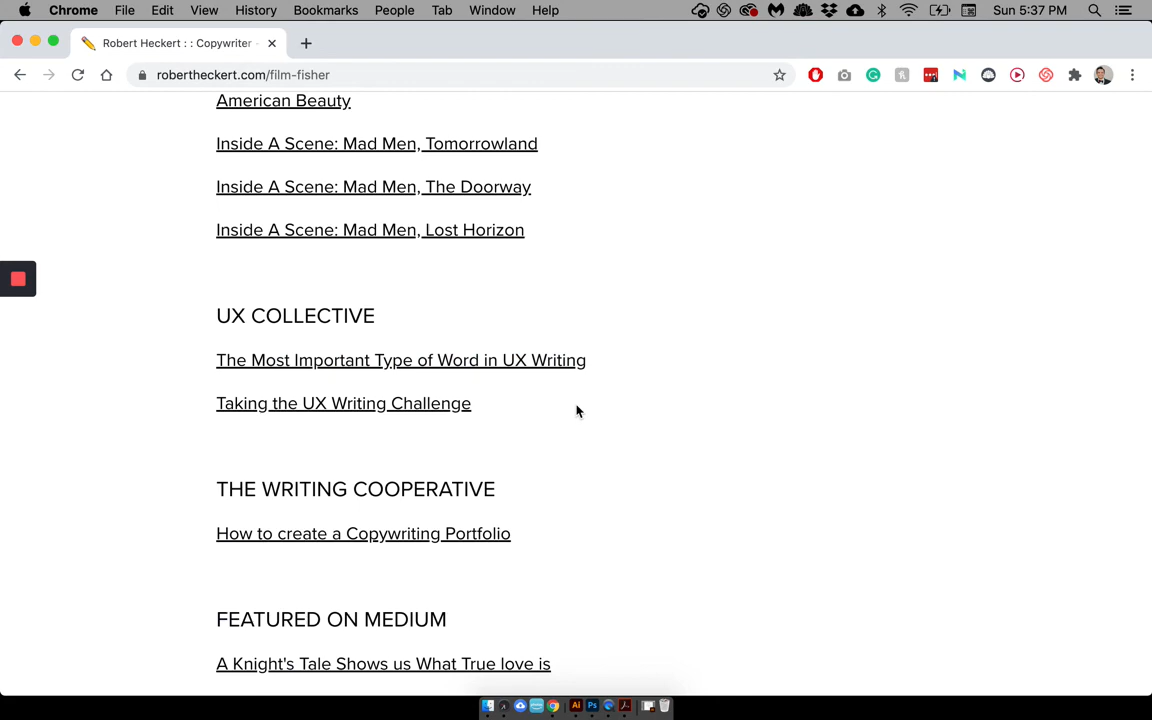 Chrome File Edit View History Bookmarks People Tab Window Help Sun 5:37 PM
Robert Heckert : : Copywriter -
robertheckert.com/film-fisher
American Beauty
Inside A Scene: Mad Men, Tomorrowland
Inside A Scene: Mad Men, The Doorway
Inside A Scene: Mad Men, Lost Horizon
UX COLLECTIVE
The Most Important Type of Word in UX Writing
Taking the UX Writing Challenge
THE WRITING COOPERATIVE
How to create a Copywriting Portfolio
FEATURED ON MEDIUM
A Knight's Tale Shows us What True love is
Ai Ps